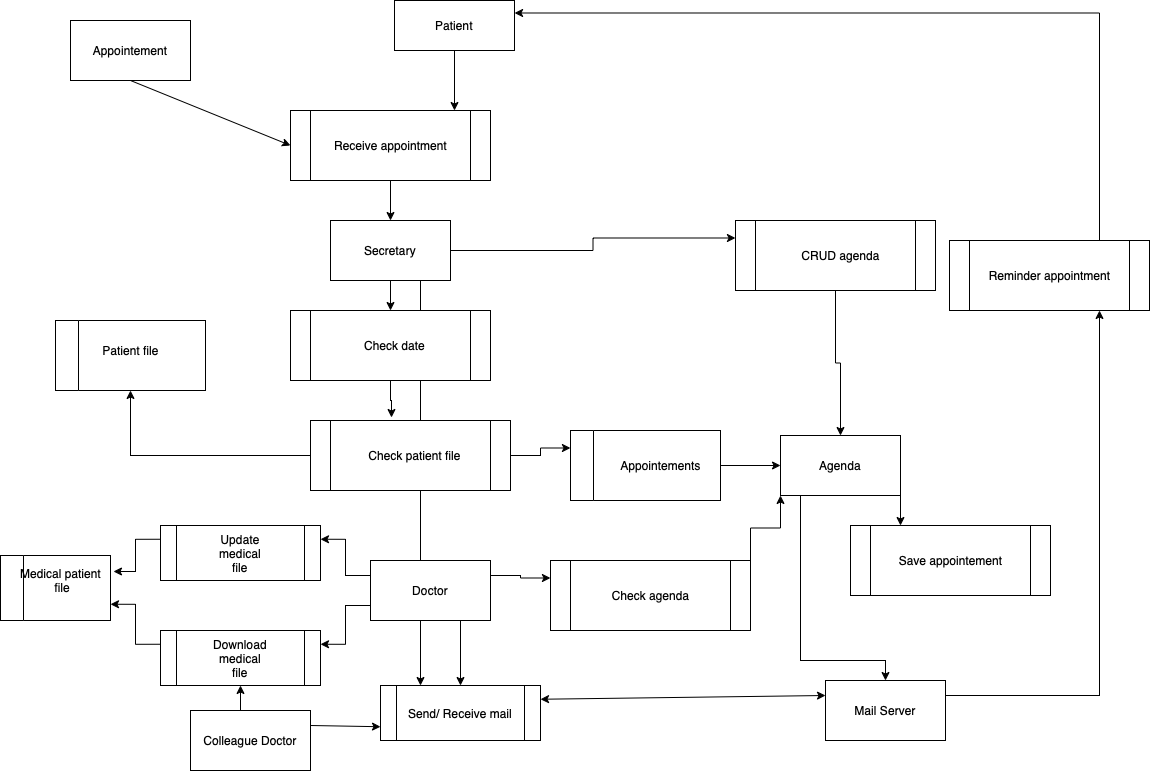 Patient
Appointement
Receive appointment
Secretary
CRUD agenda
Reminder appointment
Check date
Patient file
Check patient file
Appointements
Agenda
Update
medical
file
Save appointement
Medical patient
file
Doctor
Check agenda
Download
medical
file
Send/ Receive mail
Mail Server
Colleague Doctor